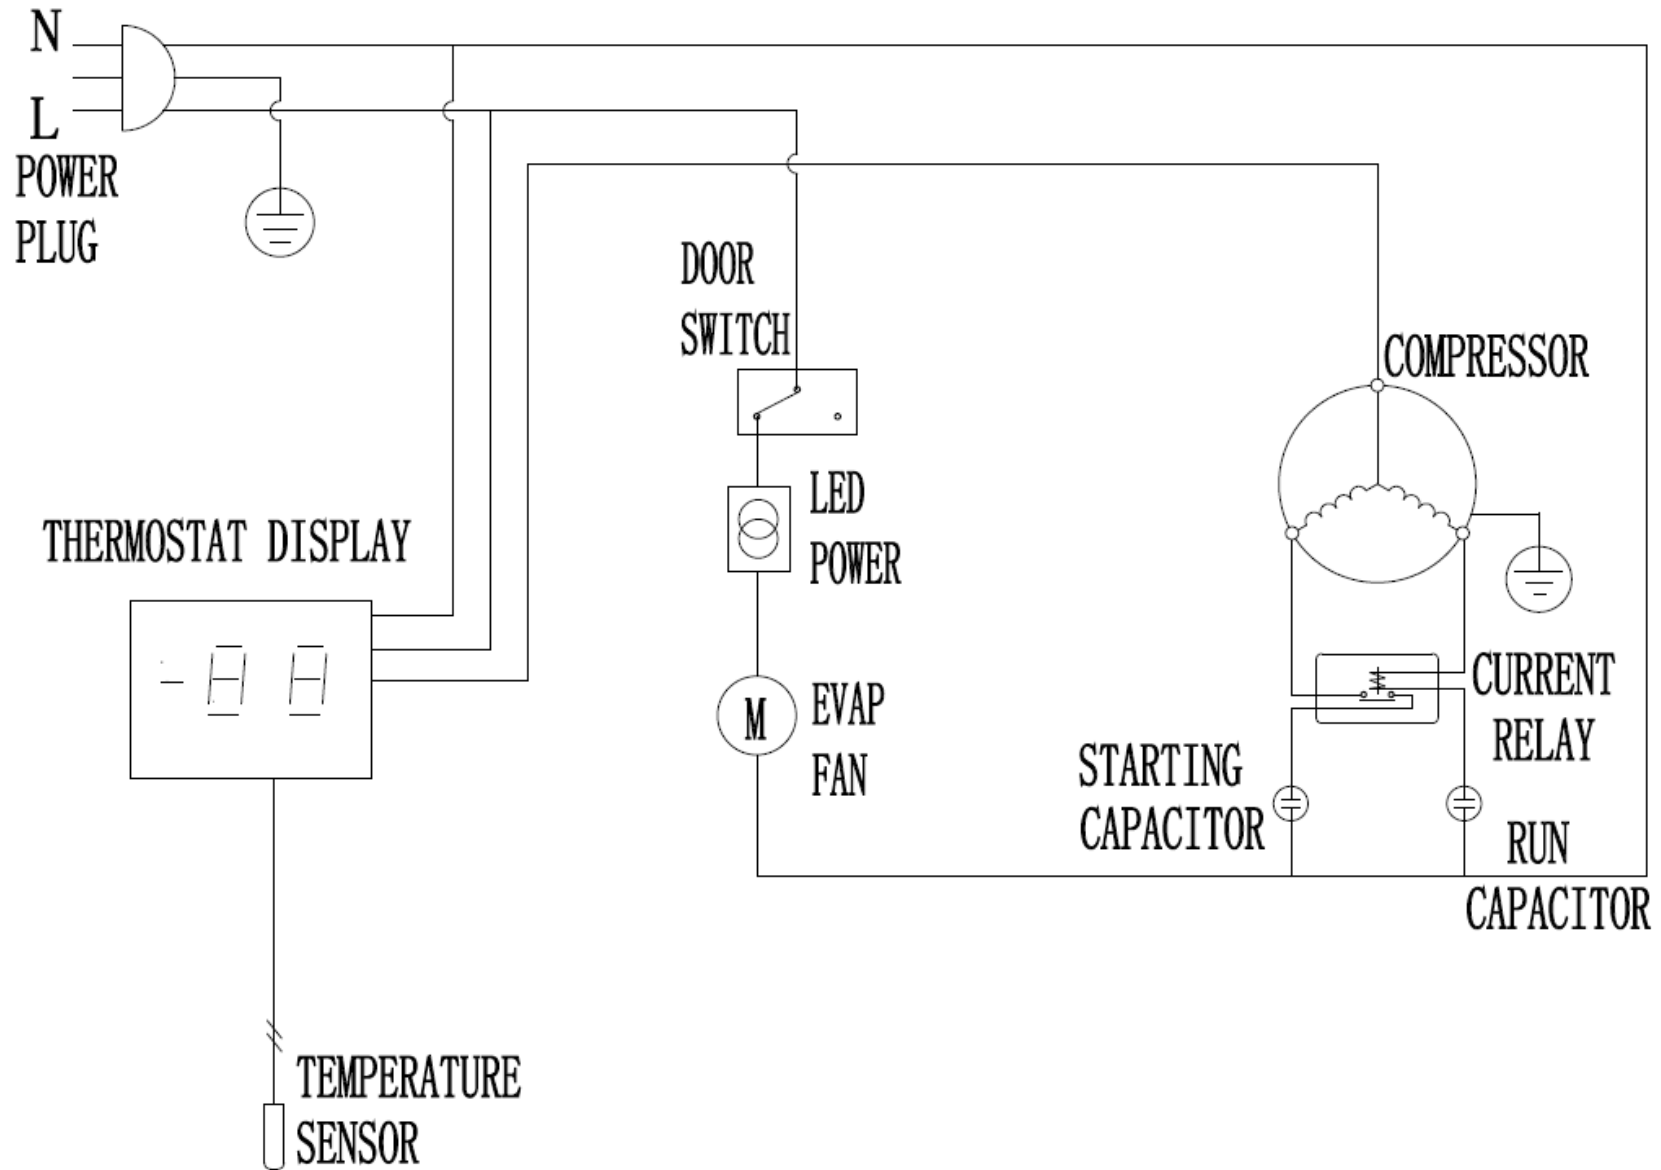 N
L
POWER
PLUG
DOOR
SWITCH
COMPRESSOR
LED
POWER
THERMOSTAT DISPLAY
-88
M
EVAP
FAN
CURRENT
RELAY
STARTING
CAPACITOR
RUN
CAPACITOR
TEMPERATURE
SENSOR